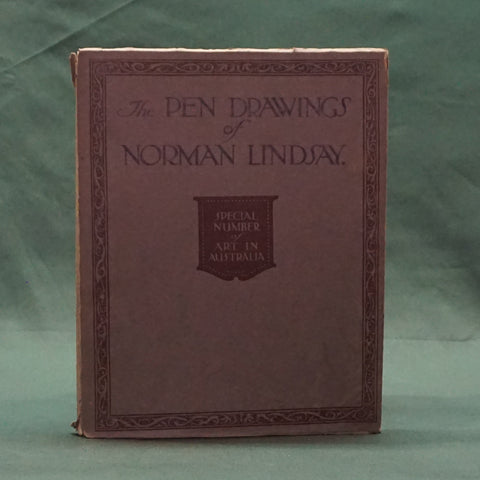 The PEN DRAWINGS
of
NORMAN LINDSAY.
SPECIAL
NUMBER
of
ART IN
AUSTRALIA